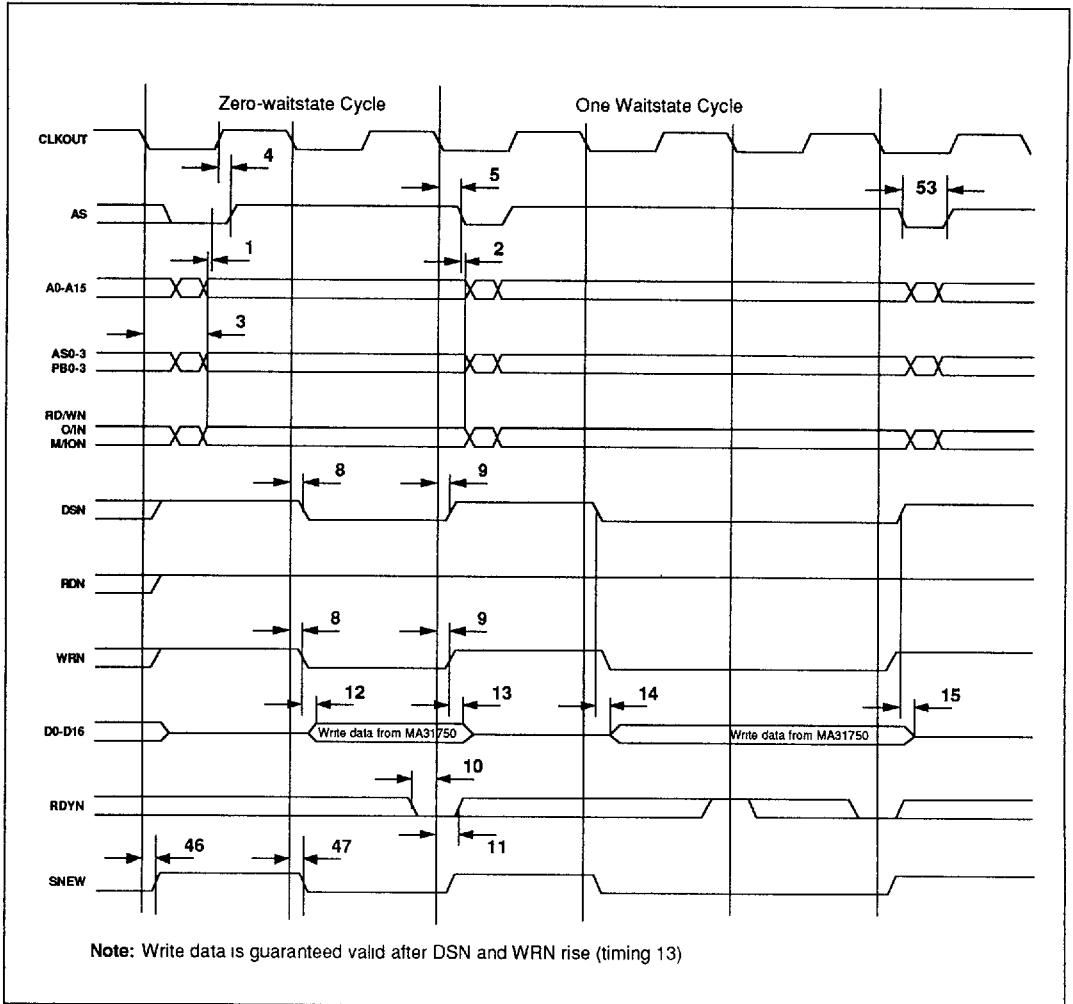 Zero-waitstate Cycle
One Waitstate Cycle
CLKOUT
4
5
53
AS
1
2
A0-A15
3
AS0-3
PB0-3
RD/WN
O/IN
M/ION
8
9
DSN
RDN
8
9
WRN
12
13
14
15
D0-D16
Write data from MA31750
Write data from MA31750
10
RDYN
11
46
47
SNEW
Note: Write data is guaranteed valid after DSN and WRN rise (timing 13)